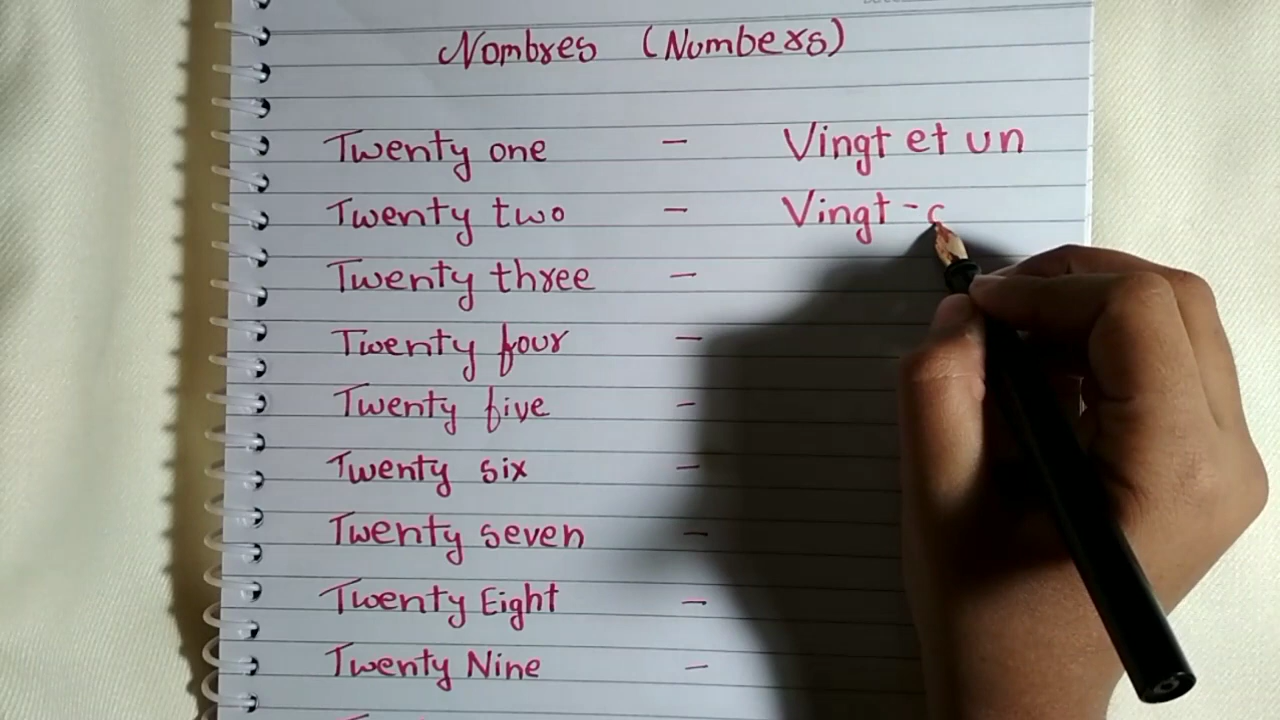 Nombres (Numbers)
Twenty one - Vingt et un
Twenty two - Vingt-
Twenty three -
Twenty four -
Twenty five -
Twenty six -
Twenty seven -
Twenty Eight -
Twenty Nine -